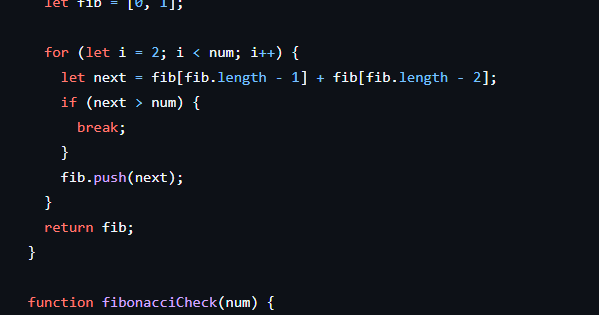 let fib = [0, 1];
for (let i = 2; i < num; i++) {
let next = fib[fib.length - 1] + fib[fib.length - 2];
if (next > num) {
break;
}
fib.push(next);
}
return fib;
}
function fibonacciCheck(num) {